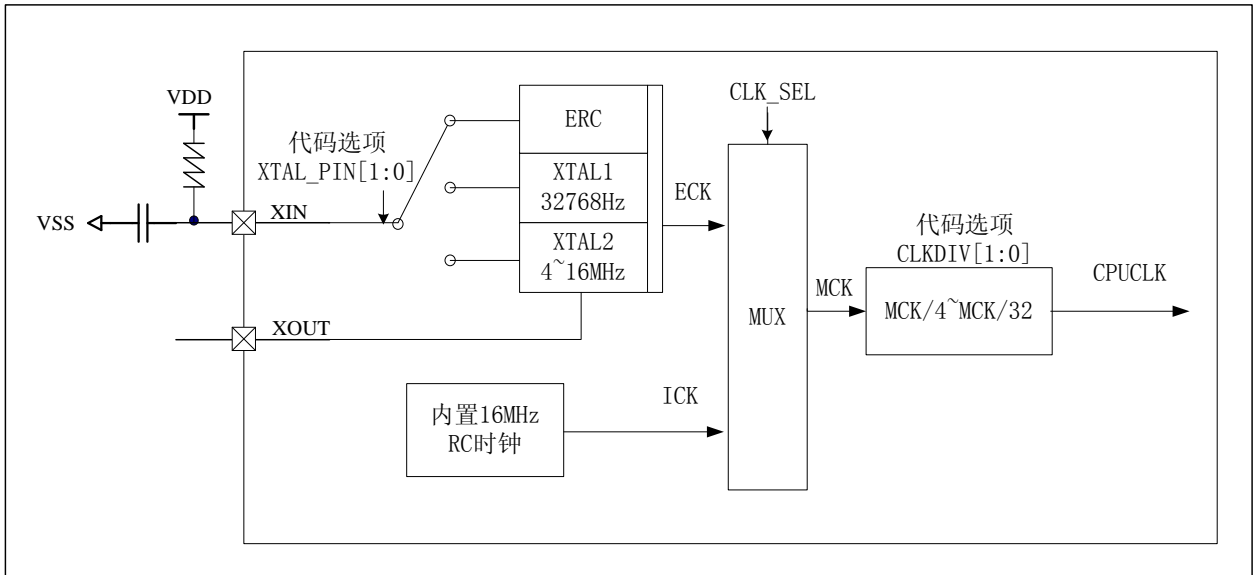 VDD
代码选项
XTAL_PIN[1:0]
VSS
XIN
XOUT
ERC
XTAL1
32768Hz
XTAL2
4~16MHz
ECK
CLK_SEL
MUX
内置16MHz
RC时钟
ICK
MCK
代码选项
CLKDIV[1:0]
MCK/4~MCK/32
CPUCLK